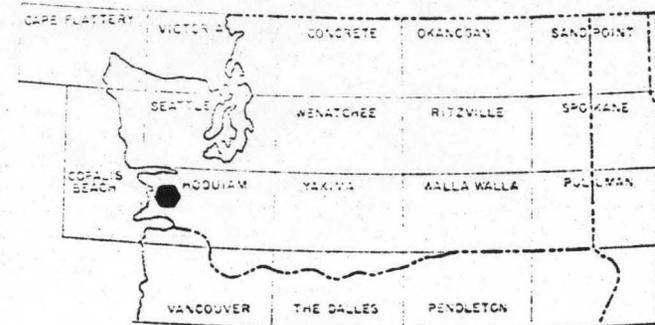 CAPE FLATTERY VICTORIA CONCRETE OKANOGAN SANDPOINT
SEATTLE WENATCHEE RITZVILLE SPOKANE
COPALIS
BEACH HOQUIAM YAKIMA WALLA WALLA PULLMAN
VANCOUVER THE DALLES PENDLETON